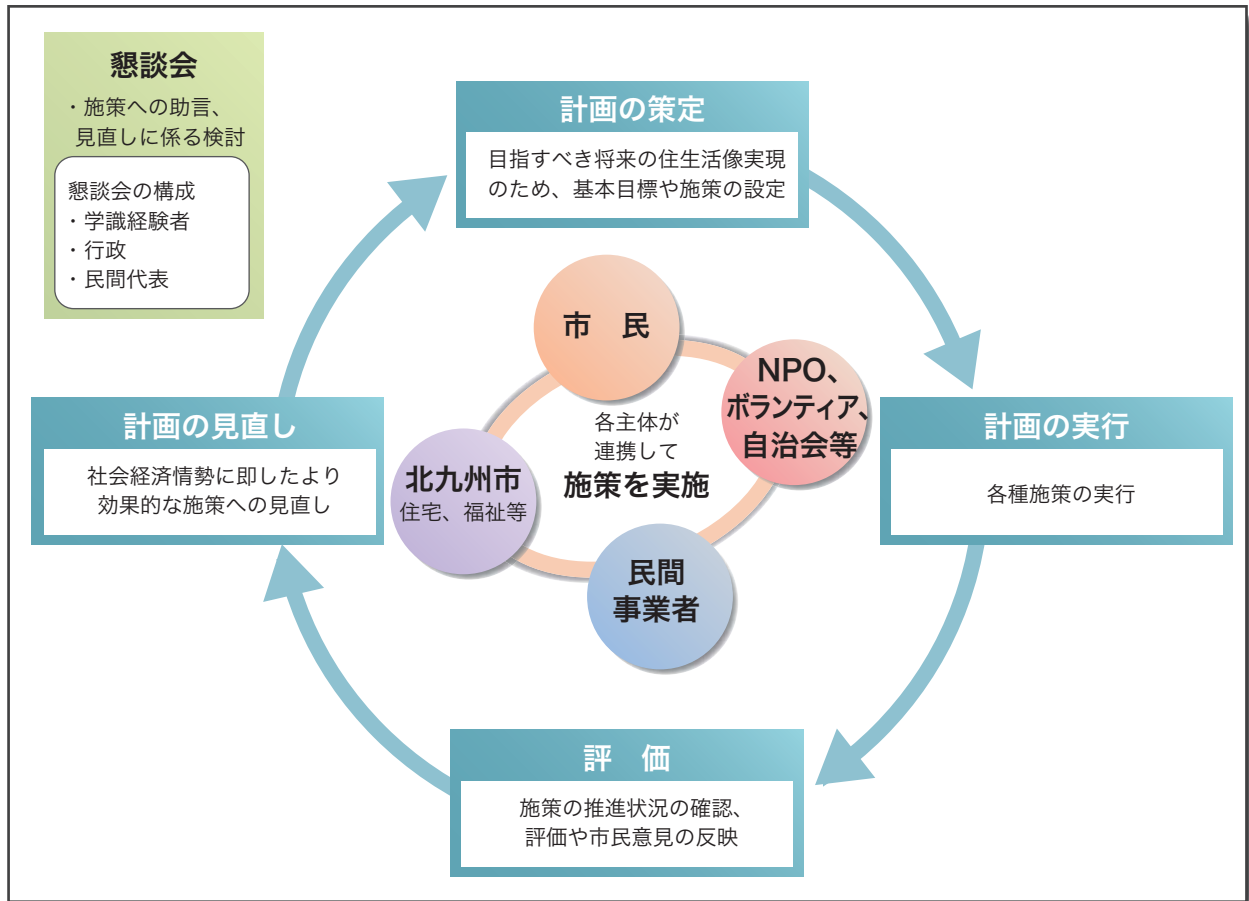 懇談会
・施策への助言、
見直しに係る検討
懇談会の構成
・学識経験者
・行政
・民間代表
計画の策定
目指すべき将来の住生活像実現
のため、基本目標や施策の設定
計画の実行
各種施策の実行
評　価
施策の推進状況の確認、
評価や市民意見の反映
計画の見直し
社会経済情勢に即したより
効果的な施策への見直し
市　民
NPO、
ボランティア、
自治会等
民間
事業者
北九州市
住宅、福祉等
各主体が
連携して
施策を実施